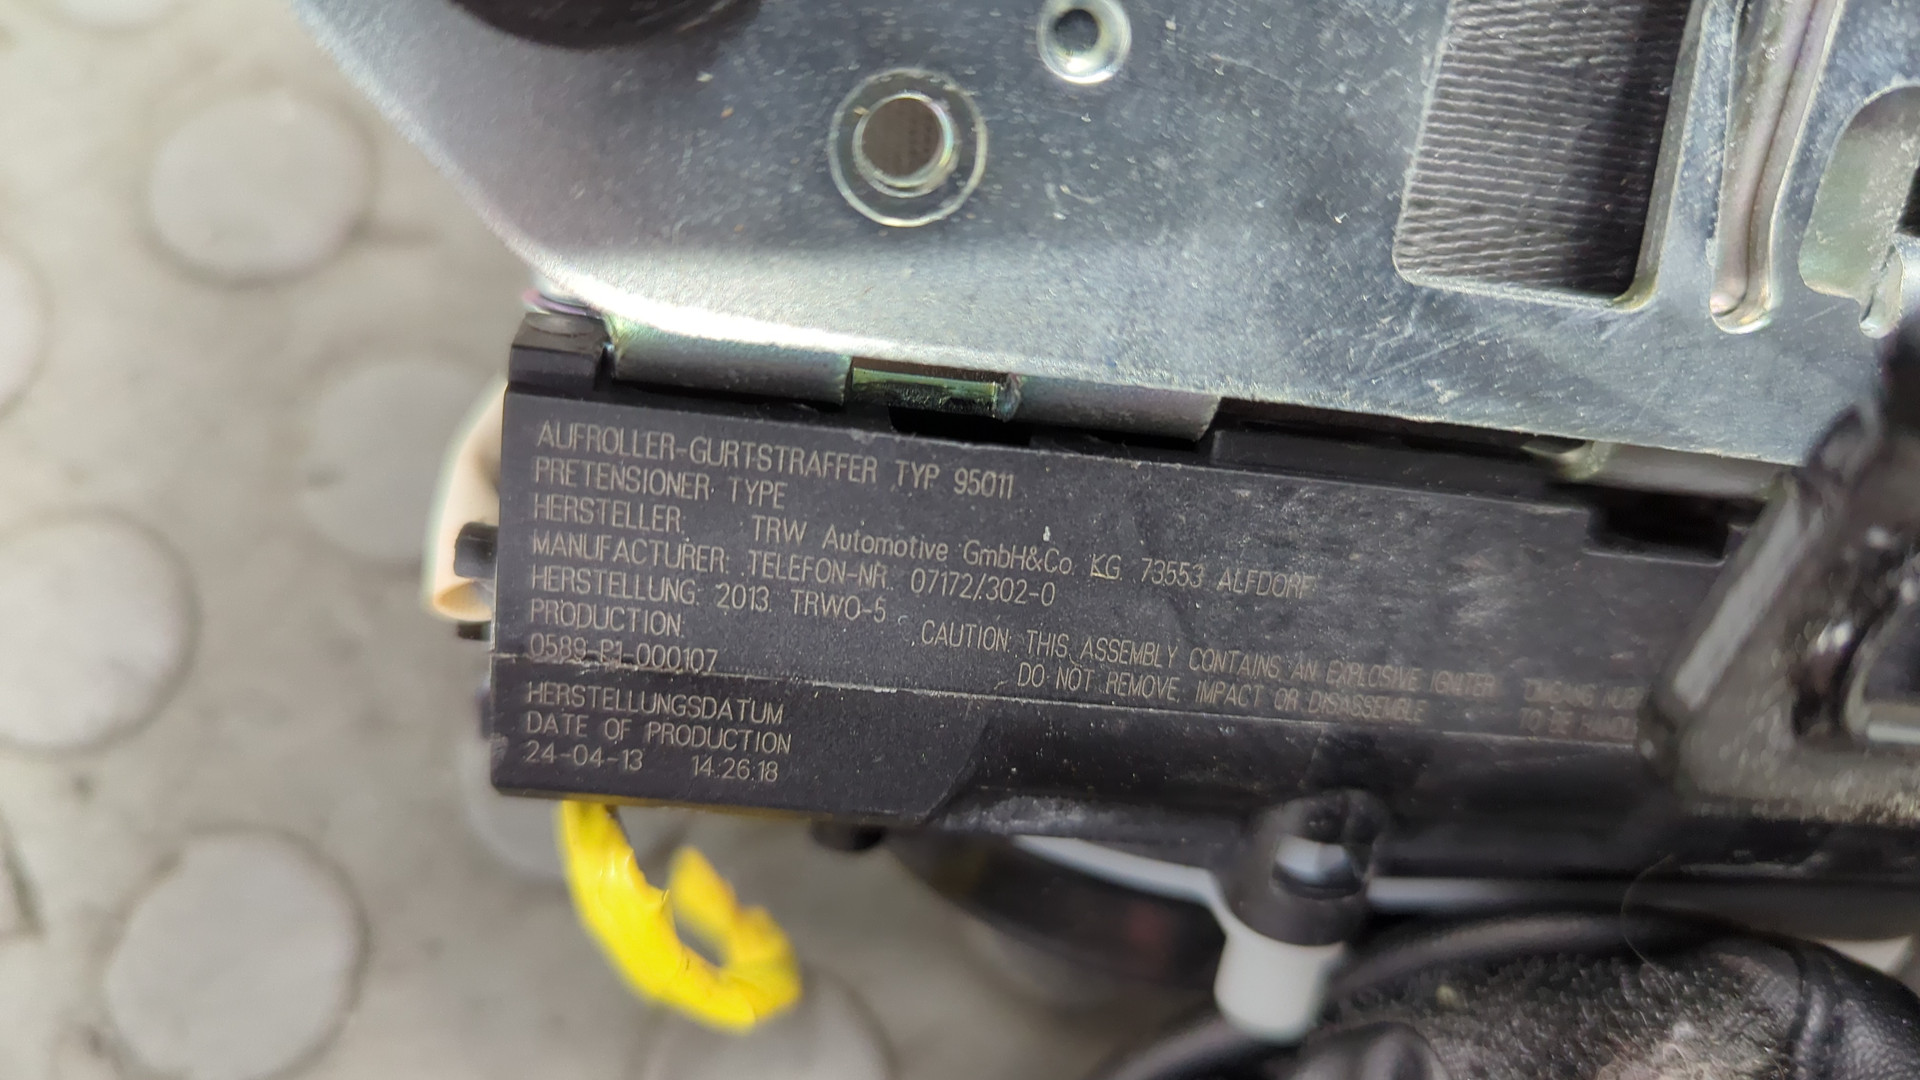 AUFROLLER-GURTSTRAFFER TYP 95011
PRETENSIONER TYPE
HERSTELLER: TRW Automotive GmbH&Co. KG 73553 ALFDORF
MANUFACTURER: TELEFON-NR. 07172/302-0
HERSTELLUNG: 2013. TRWO-5
PRODUCTION:
0589-P1-000107
CAUTION: THIS ASSEMBLY CONTAINS AN EXPLOSIVE IGNITER
DO NOT REMOVE, IMPACT OR DISASSEMBLE
TO BE
HERSTELLUNGSDATUM
DATE OF PRODUCTION
24-04-13 14:26:18